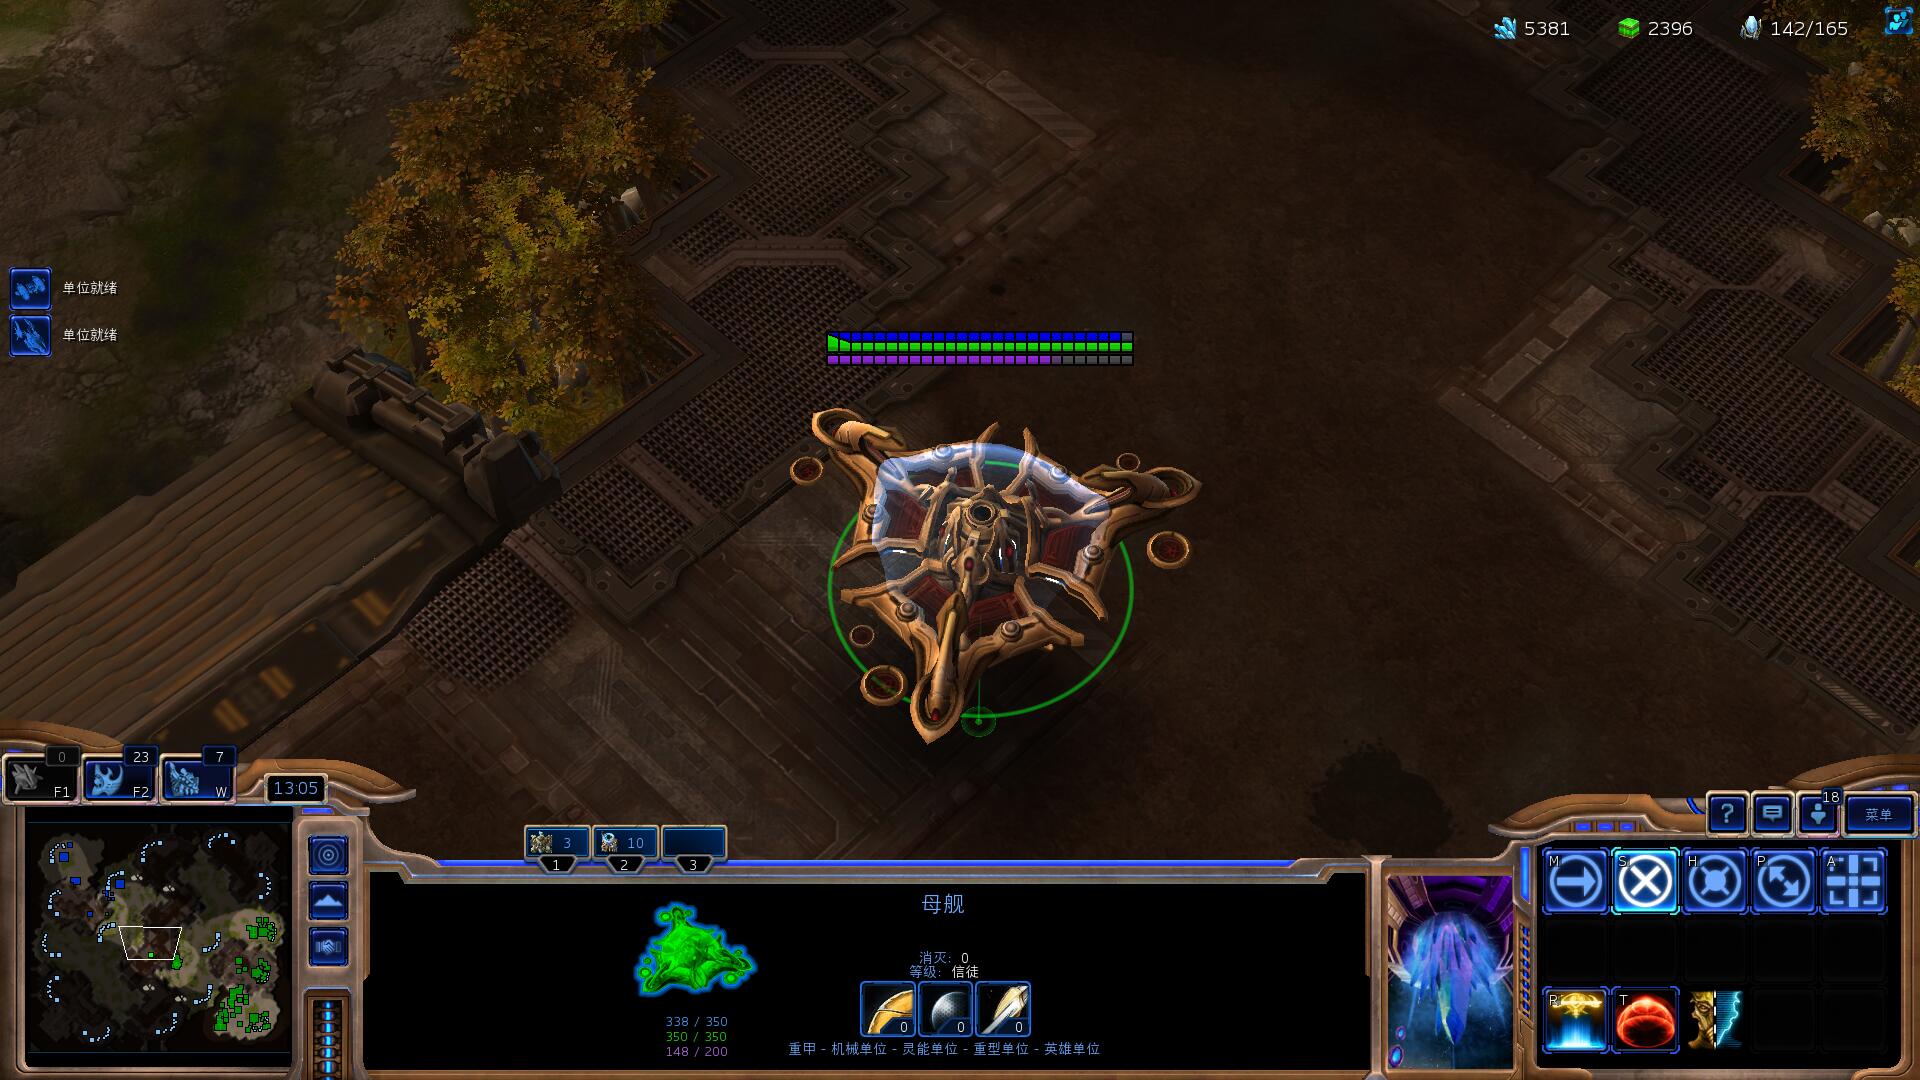 5381 2396 142/165
单位就绪
单位就绪
0 23 7
F1 F2 W
13:05
3 10
1 2 3
18
? 菜单
母舰
消灭: 0
等级: 信徒
0 0 0
338 / 350
350 / 350
148 / 200
重甲 - 机械单位 - 灵能单位 - 重型单位 - 英雄单位
M S H P A
R T